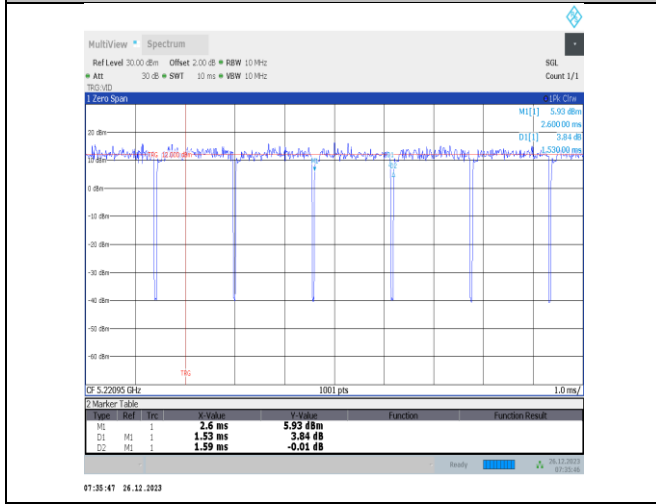 MultiView Spectrum
Ref Level 30.00 dBm Offset 2.00 dB RBW 10 MHz SGL
Att 30 dB SWT 10 ms VBW 10 MHz Count 1/1
TRG:VID
1 Zero Span 1Pk Clrw
M1[1] 5.93 dBm
2.60000 ms
20 dBm
D1[1] 3.84 dB
1.53000 ms
TRG 12.000 dBm
10 dBm
0 dBm
-10 dBm
-20 dBm
-30 dBm
-40 dBm
-50 dBm
-60 dBm
TRG
CF 5.22095 GHz 1001 pts 1.0 ms/
2 Marker Table
Type Ref Trc X-Value Y-Value Function Function Result
M1 1 2.6 ms 5.93 dBm
D1 M1 1 1.53 ms 3.84 dB
D2 M1 1 1.59 ms -0.01 dB
Ready 26.12.2023
07:35:46
07:35:47 26.12.2023